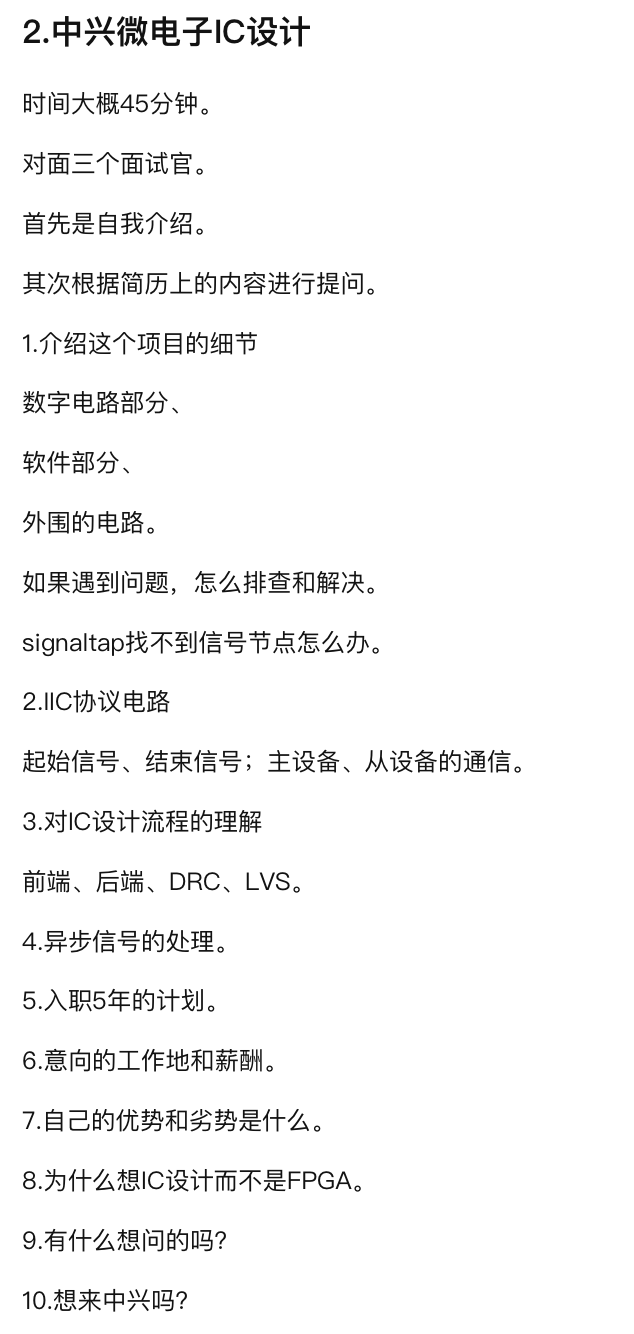 2.中兴微电子IC设计
时间大概45分钟。
对面三个面试官。
首先是自我介绍。
其次根据简历上的内容进行提问。
1.介绍这个项目的细节
数字电路部分、
软件部分、
外围的电路。
如果遇到问题，怎么排查和解决。
signaltap找不到信号节点怎么办。
2.IIC协议电路
起始信号、结束信号；主设备、从设备的通信。
3.对IC设计流程的理解
前端、后端、DRC、LVS。
4.异步信号的处理。
5.入职5年的计划。
6.意向的工作地和薪酬。
7.自己的优势和劣势是什么。
8.为什么想IC设计而不是FPGA。
9.有什么想问的吗？
10.想来中兴吗？